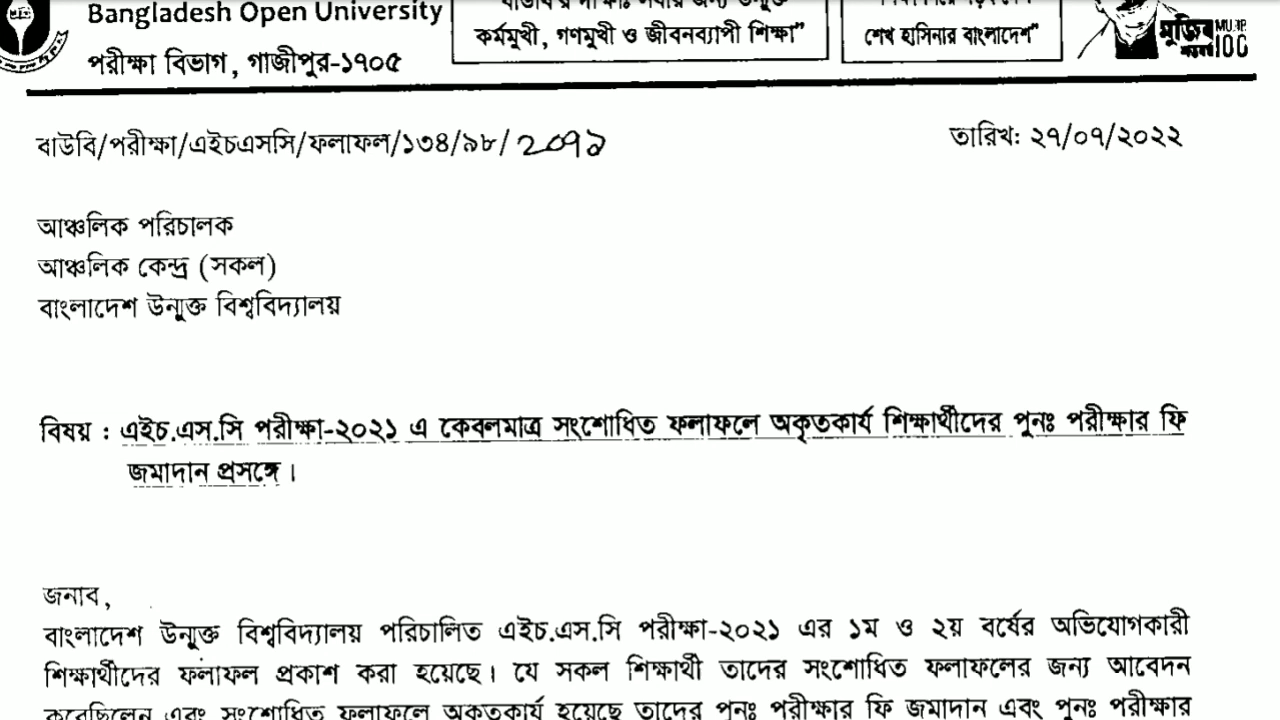 Bangladesh Open University
পরীক্ষা বিভাগ, গাজীপুর-১৭০৫
কর্মমুখী, গণমুখী ও জীবনব্যাপী শিক্ষা”
শেখ হাসিনার বাংলাদেশ”
মুজিব
100
বাউবি/পরীক্ষা/এইচএসসি/ফলাফল/১৩৪/৯৮/২০৭৯
তারিখঃ ২৭/০৭/২০২২
আঞ্চলিক পরিচালক
আঞ্চলিক কেন্দ্র (সকল)
বাংলাদেশ উন্মুক্ত বিশ্ববিদ্যালয়
বিষয় : এইচ.এস.সি পরীক্ষা-২০২১ এ কেবলমাত্র সংশোধিত ফলাফলে অকৃতকার্য শিক্ষার্থীদের পুনঃ পরীক্ষার ফি
জমাদান প্রসঙ্গে।
জনাব,
বাংলাদেশ উন্মুক্ত বিশ্ববিদ্যালয় পরিচালিত এইচ.এস.সি পরীক্ষা-২০২১ এর ১ম ও ২য় বর্ষের অভিযোগকারী
শিক্ষার্থীদের ফলাফল প্রকাশ করা হয়েছে। যে সকল শিক্ষার্থী তাদের সংশোধিত ফলাফলের জন্য আবেদন
করেছিলেন এবং সংশোধিত ফলাফলে অকৃতকার্য হয়েছে তাদের পুনঃ পরীক্ষার ফি জমাদান এবং পুনঃ পরীক্ষার